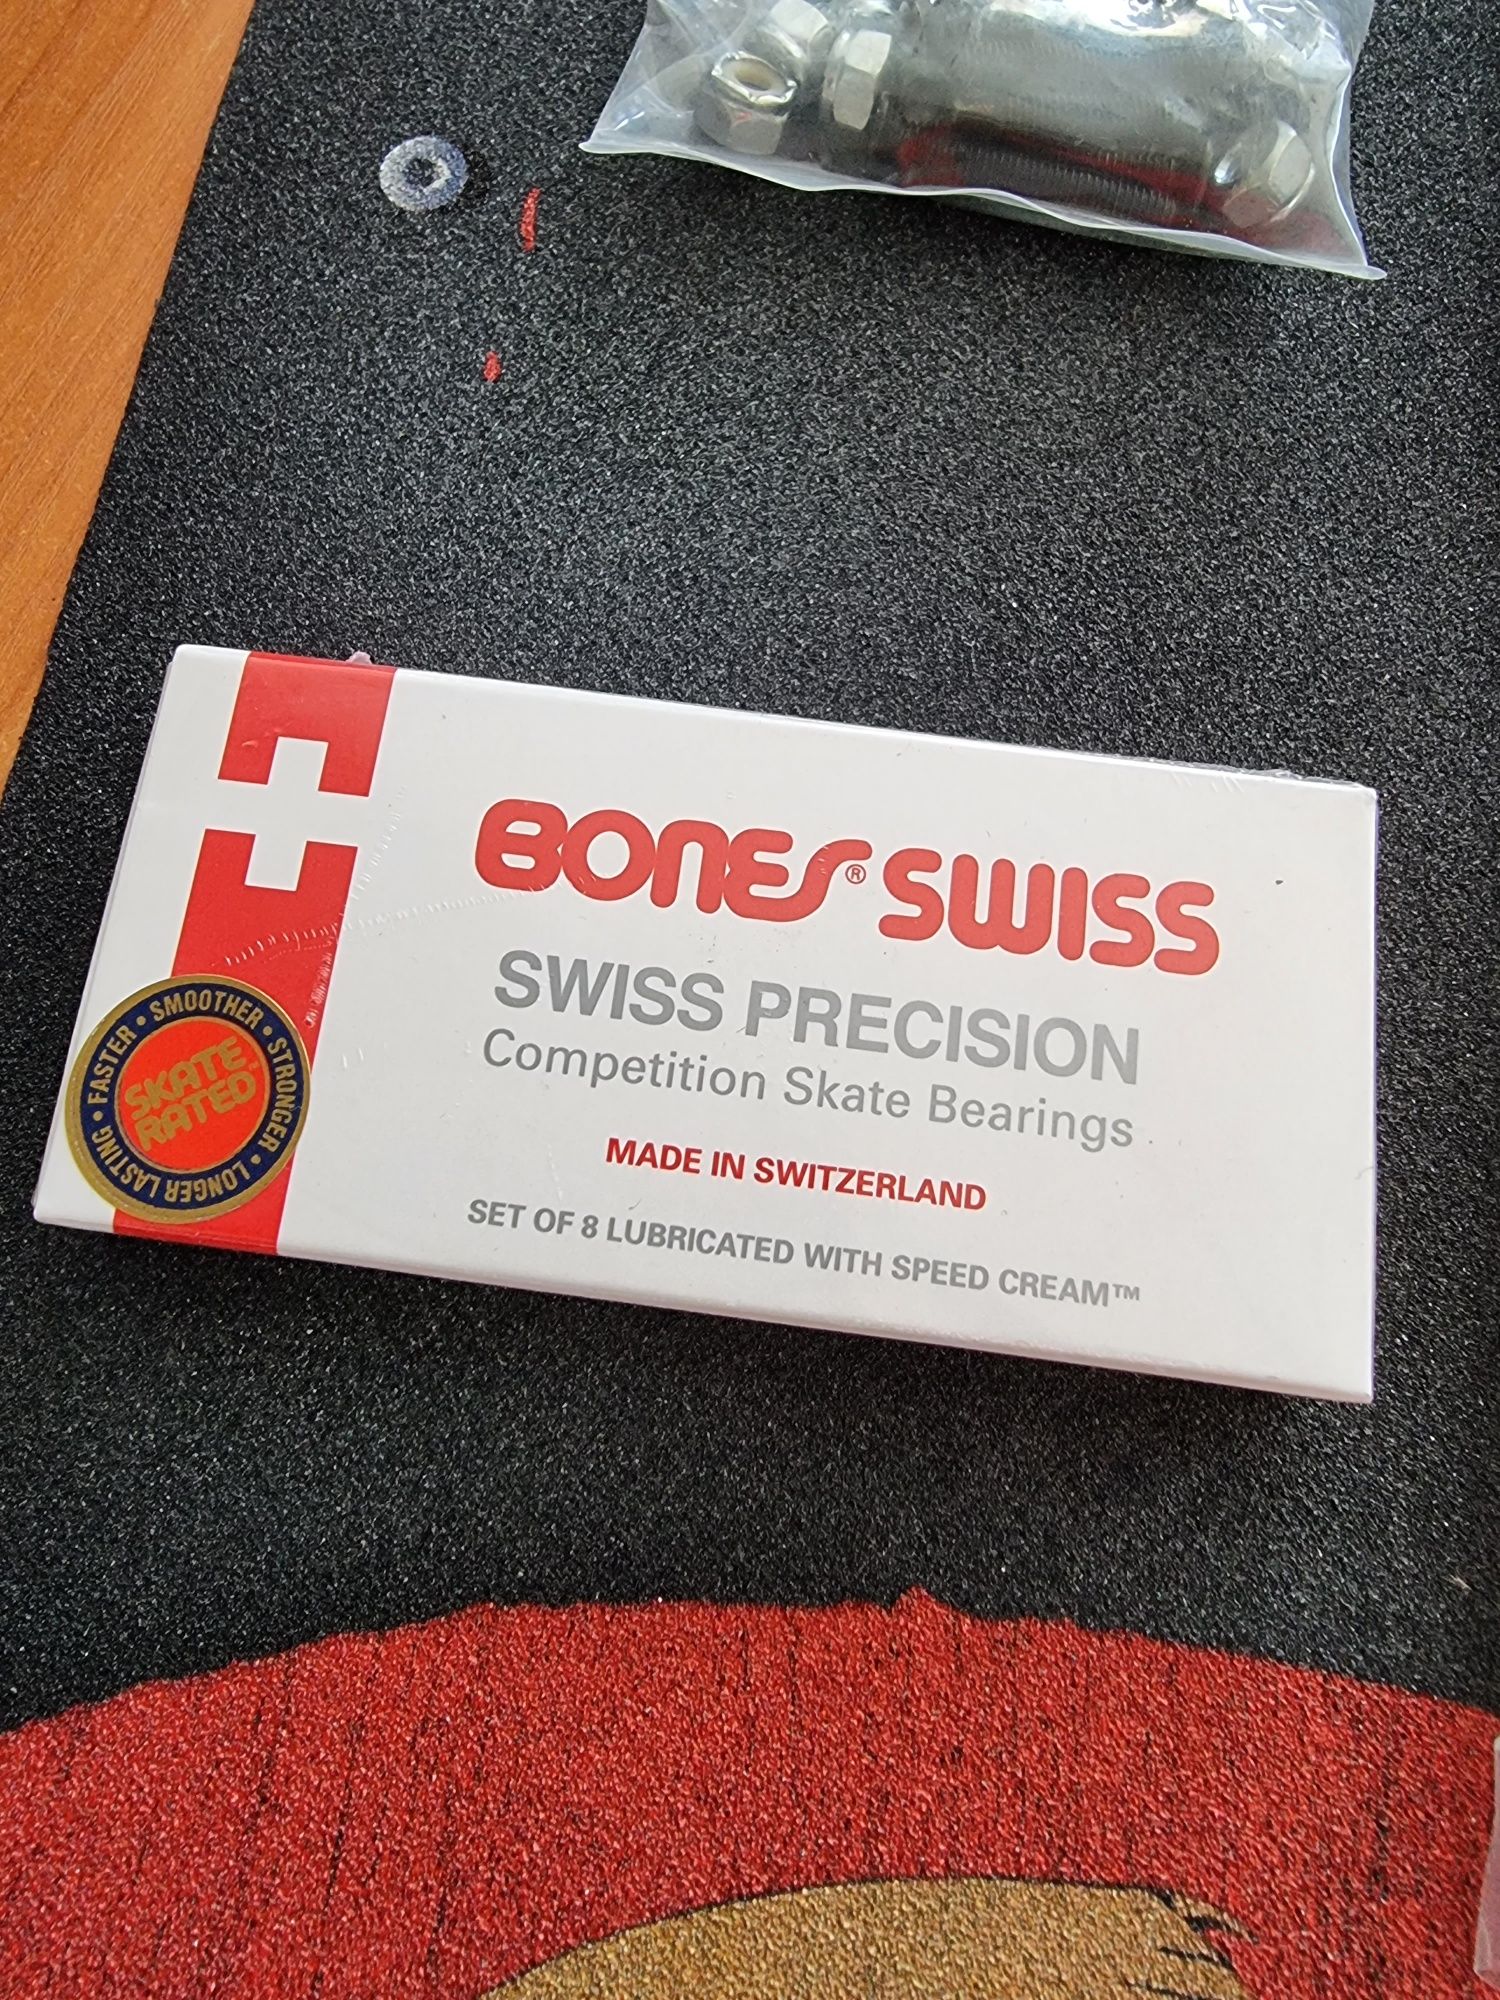 BONES® SWISS
SWISS PRECISION
Competition Skate Bearings
MADE IN SWITZERLAND
SET OF 8 LUBRICATED WITH SPEED CREAM™
FASTER • SMOOTHER • STRONGER • LONGER LASTING •
SKATE
RATED™